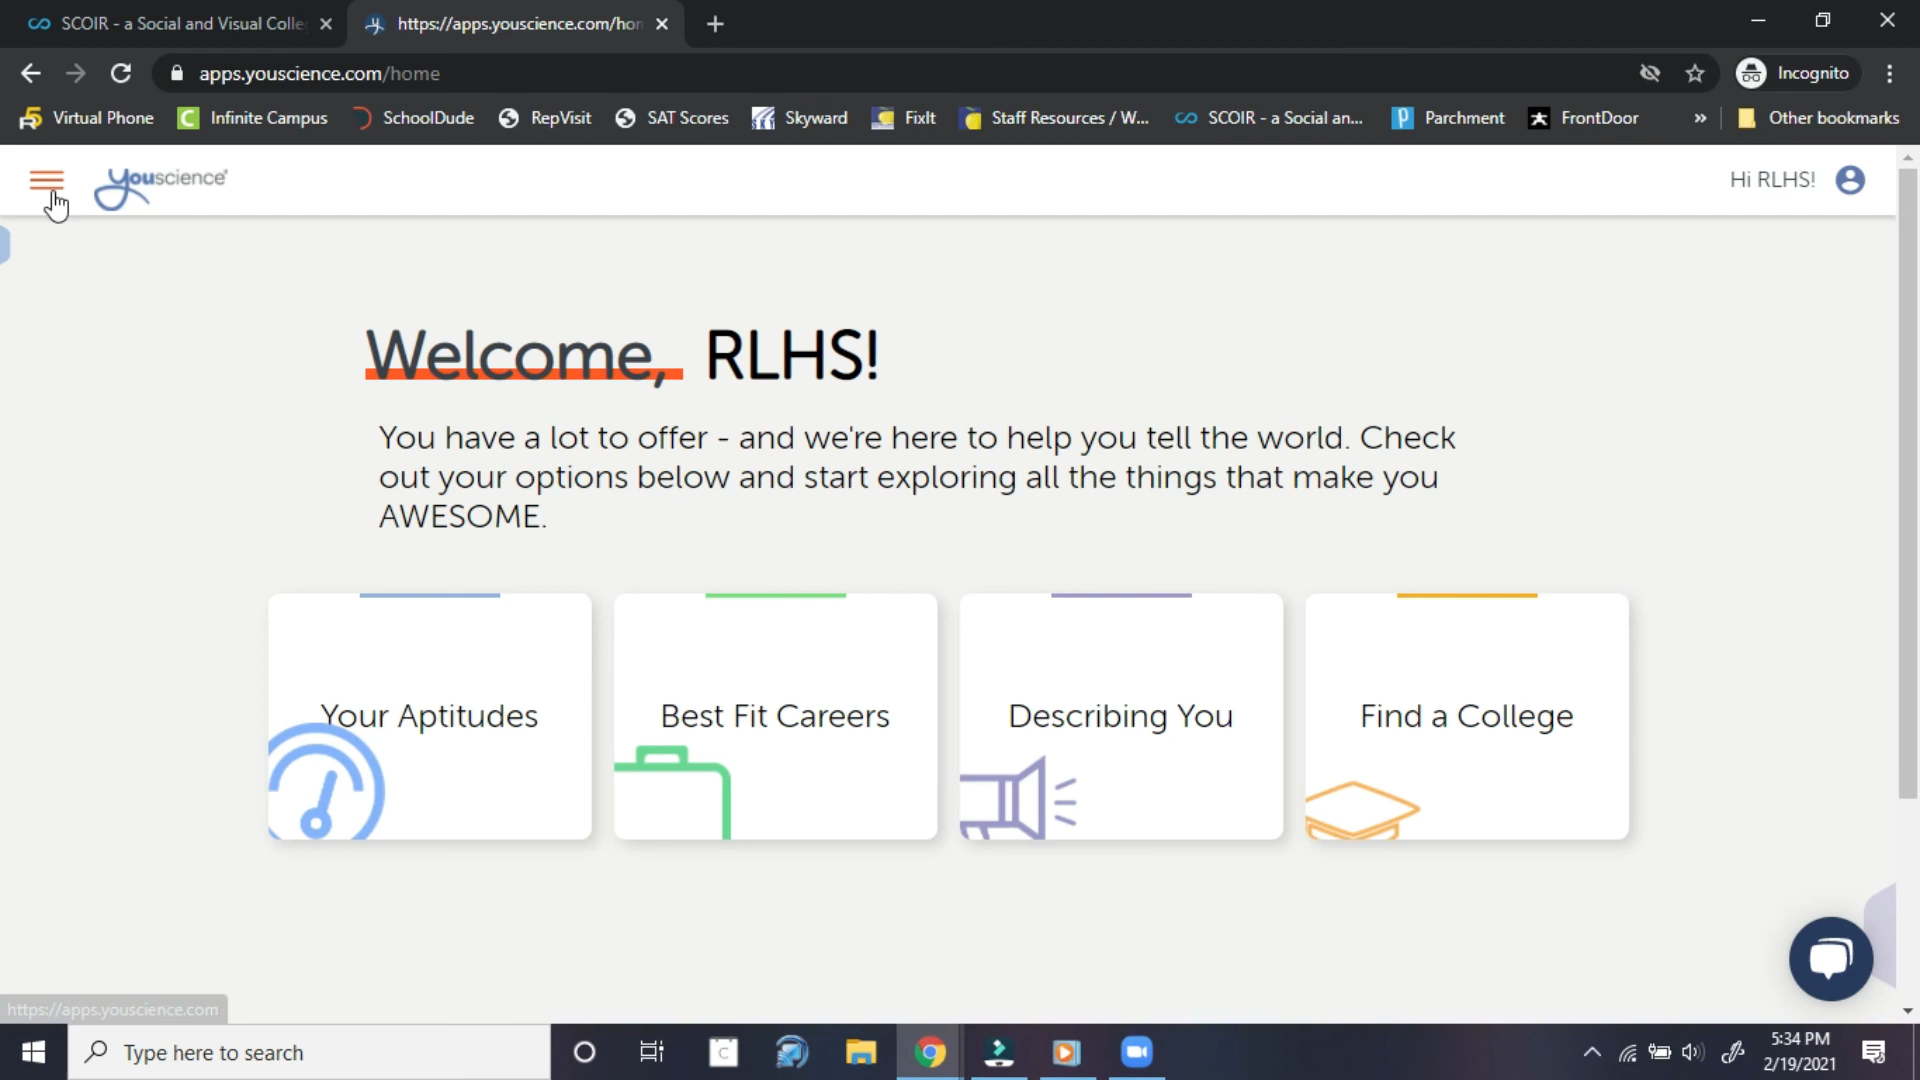 SCOIR - a Social and Visual Colle
https://apps.youscience.com/hom
apps.youscience.com/home
Incognito
Virtual Phone
Infinite Campus
SchoolDude
RepVisit
SAT Scores
Skyward
FixIt
Staff Resources / W...
SCOIR - a Social an...
Parchment
FrontDoor
»
Other bookmarks
youscience
Hi RLHS!
Welcome, RLHS!
You have a lot to offer - and we're here to help you tell the world. Check
out your options below and start exploring all the things that make you
AWESOME.
Your Aptitudes
Best Fit Careers
Describing You
Find a College
https://apps.youscience.com
Type here to search
5:34 PM
2/19/2021